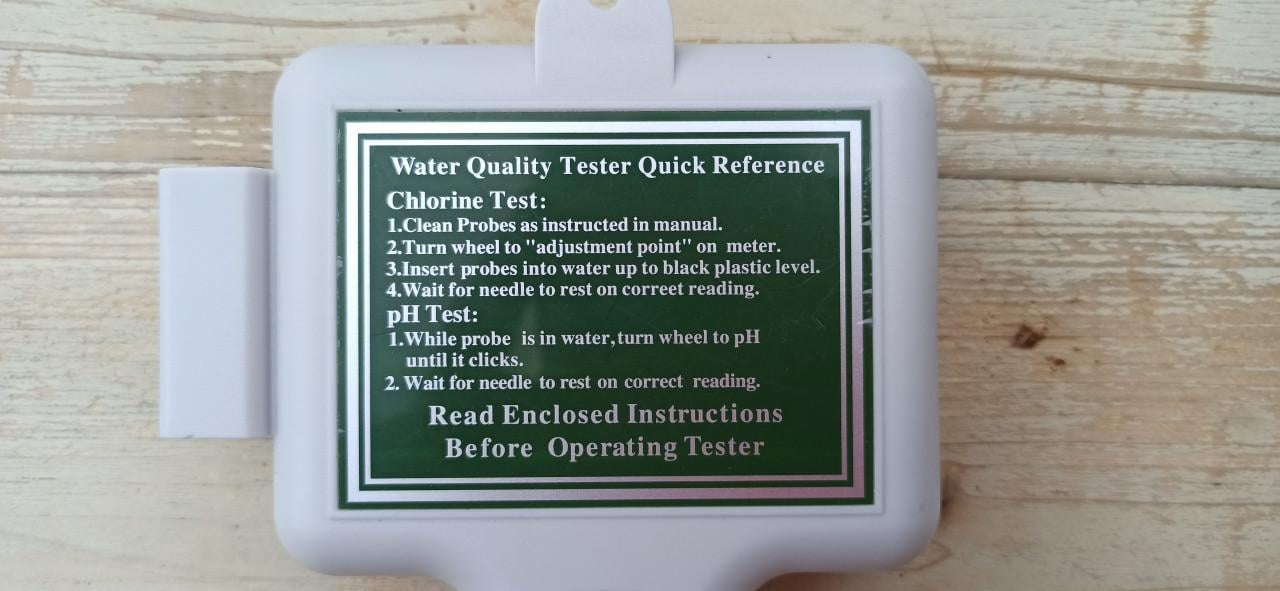 Water Quality Tester Quick Reference
Chlorine Test:
1.Clean Probes as instructed in manual.
2.Turn wheel to "adjustment point" on meter.
3.Insert probes into water up to black plastic level.
4.Wait for needle to rest on correet reading.
pH Test:
1.While probe is in water,turn wheel to pH
until it clicks.
2. Wait for needle to rest on correct reading.
Read Enclosed Instructions
Before Operating Tester